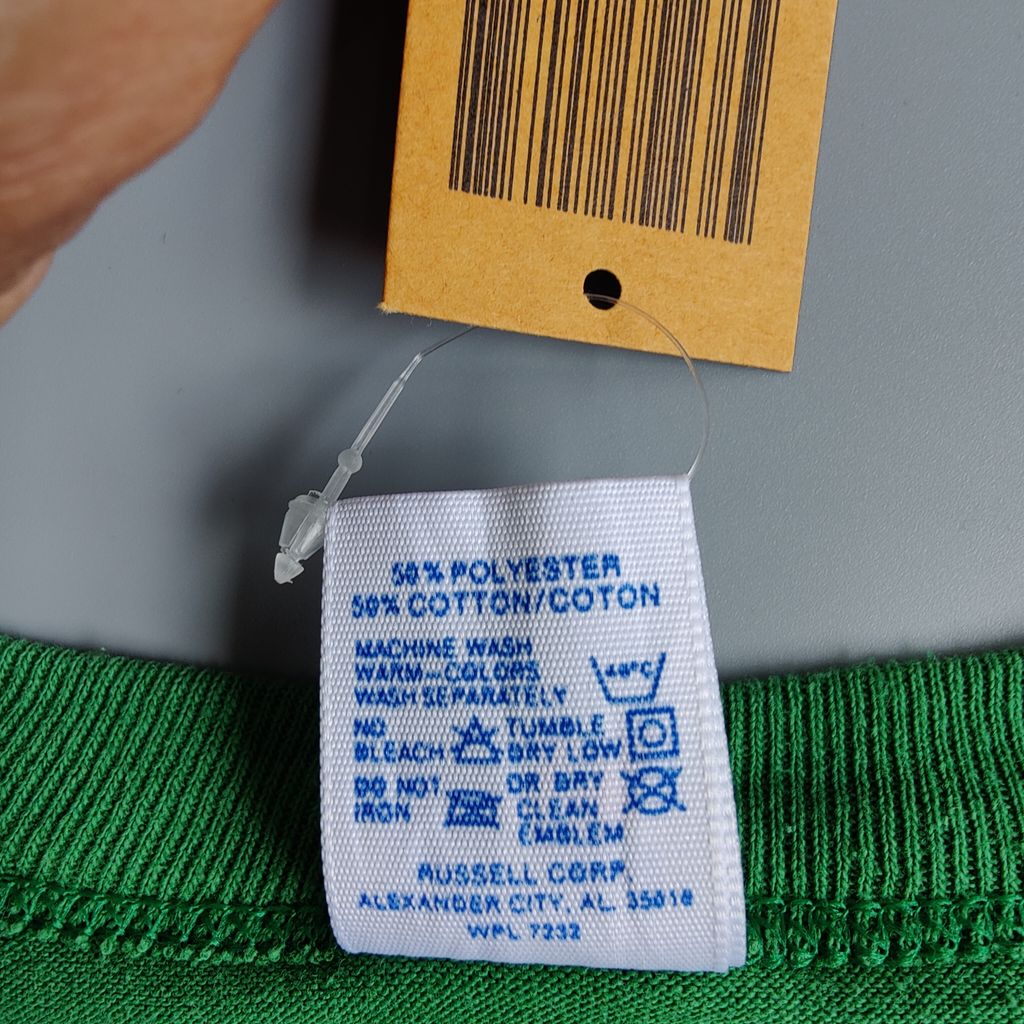 50% POLYESTER
50% COTTON/COTON
MACHINE WASH
WARM—COLORS
WASH SEPARATELY
40°C
NO
BLEACH
TUMBLE
DRY LOW
DO NOT
IRON
OR DRY
CLEAN
EMBLEM
RUSSELL CORP.
ALEXANDER CITY, AL 35010
WPL 7232